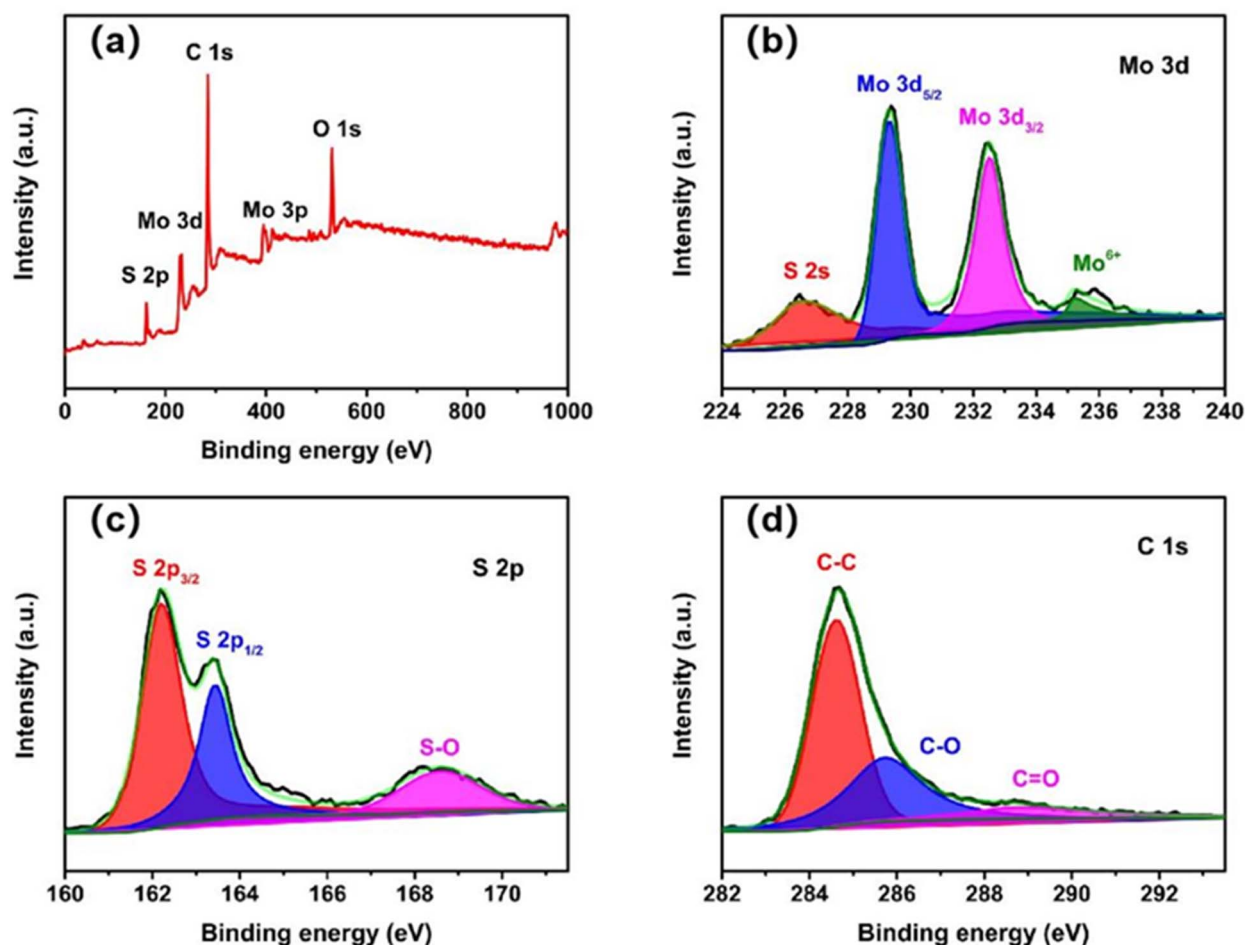 (a)
C 1s
O 1s
Mo 3d
Mo 3p
S 2p
Intensity (a.u.)
0 200 400 600 800 1000
Binding energy (eV)
(b)
Mo 3d
Mo 3d5/2
Mo 3d3/2
S 2s
Mo6+
Intensity (a.u.)
224 226 228 230 232 234 236 238 240
Binding energy (eV)
(c)
S 2p
S 2p3/2
S 2p1/2
S-O
Intensity (a.u.)
160 162 164 166 168 170
Binding energy (eV)
(d)
C 1s
C-C
C-O
C=O
Intensity (a.u.)
282 284 286 288 290 292
Binding energy (eV)